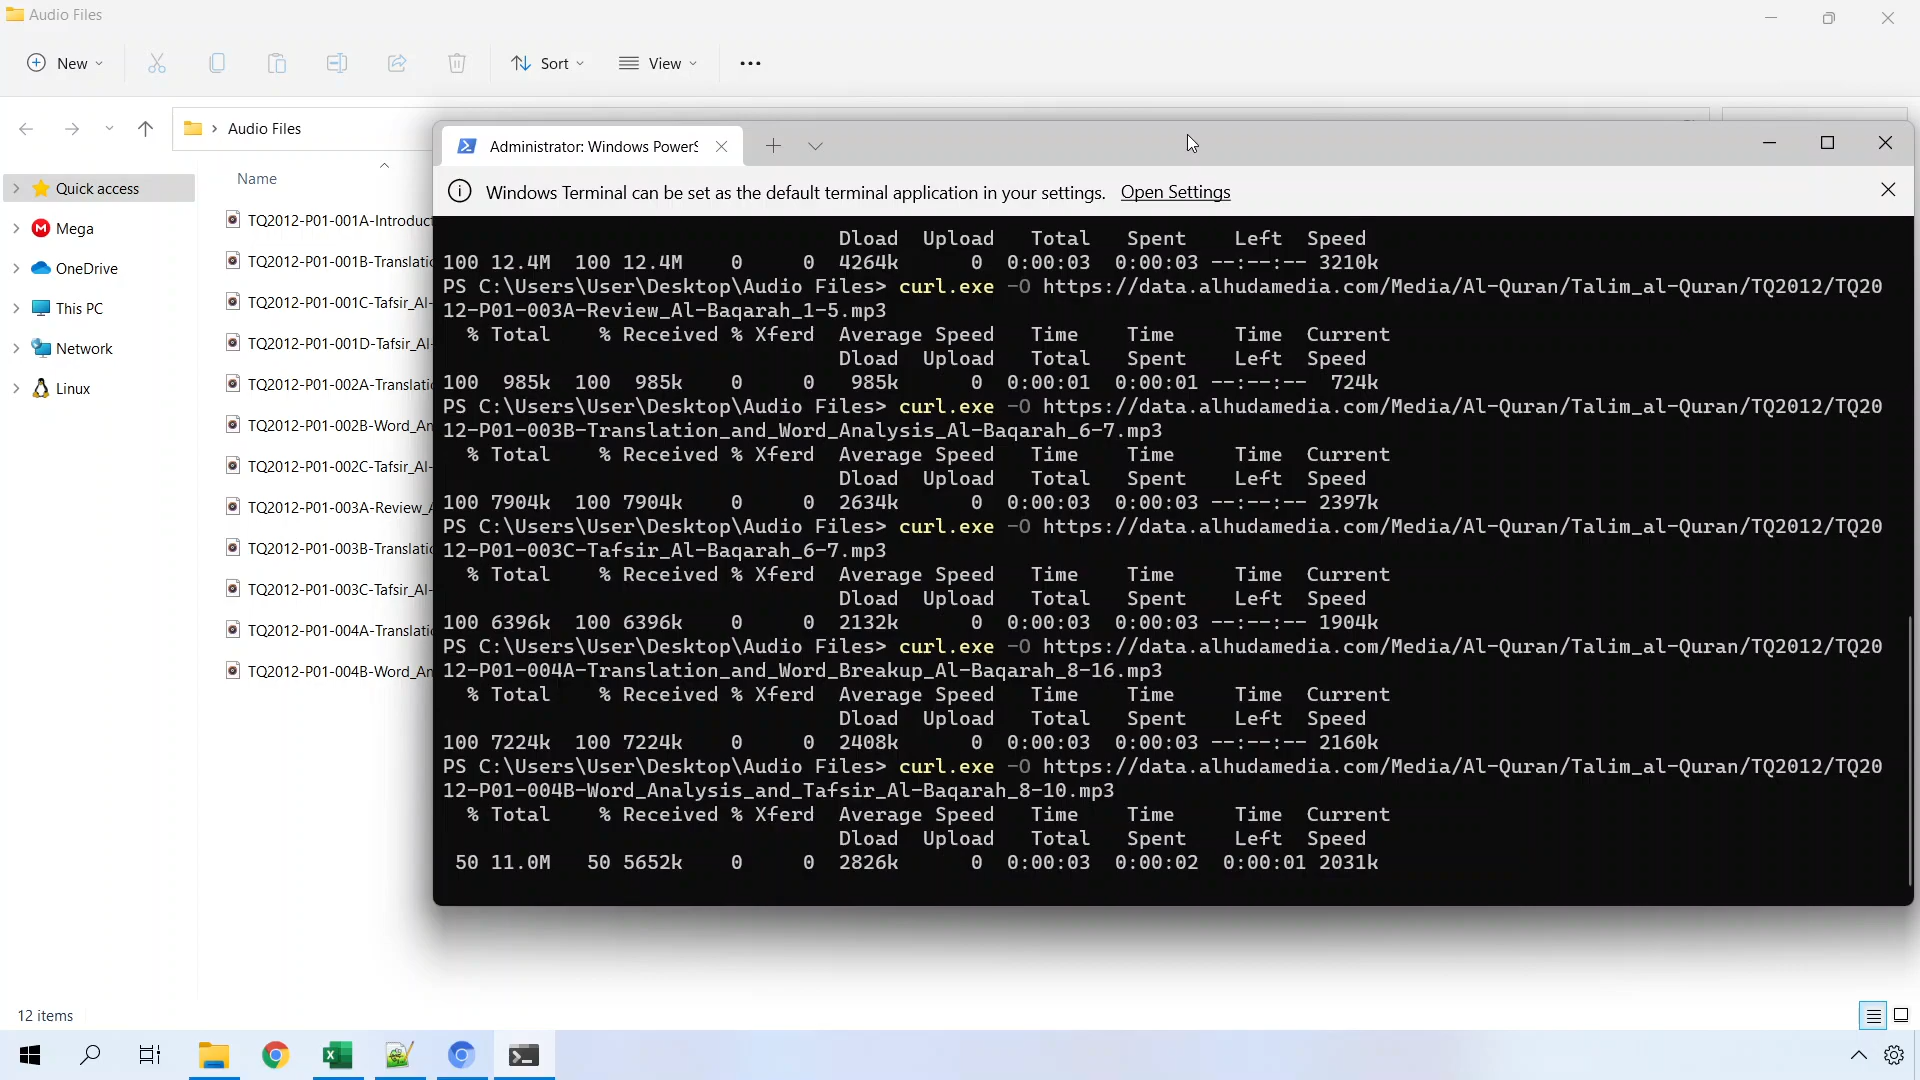 Audio Files
New
Sort
View
Audio Files
Name
Quick access
Mega
OneDrive
This PC
Network
Linux
TQ2012-P01-001A-Introduct
TQ2012-P01-001B-Translatio
TQ2012-P01-001C-Tafsir_Al-
TQ2012-P01-001D-Tafsir_Al-
TQ2012-P01-002A-Translatio
TQ2012-P01-002B-Word_An
TQ2012-P01-002C-Tafsir_Al-
TQ2012-P01-003A-Review_A
TQ2012-P01-003B-Translatio
TQ2012-P01-003C-Tafsir_Al-
TQ2012-P01-004A-Translatio
TQ2012-P01-004B-Word_An
12 items
Administrator: Windows PowerS
Windows Terminal can be set as the default terminal application in your settings. Open Settings
Dload Upload Total Spent Left Speed
100 12.4M 100 12.4M 0 0 4264k 0 0:00:03 0:00:03 --:--:-- 3210k
PS C:\Users\User\Desktop\Audio Files> curl.exe -O https://data.alhudamedia.com/Media/Al-Quran/Talim_al-Quran/TQ2012/TQ20
12-P01-003A-Review_Al-Baqarah_1-5.mp3
% Total % Received % Xferd Average Speed Time Time Time Current
Dload Upload Total Spent Left Speed
100 985k 100 985k 0 0 985k 0 0:00:01 0:00:01 --:--:-- 724k
PS C:\Users\User\Desktop\Audio Files> curl.exe -O https://data.alhudamedia.com/Media/Al-Quran/Talim_al-Quran/TQ2012/TQ20
12-P01-003B-Translation_and_Word_Analysis_Al-Baqarah_6-7.mp3
% Total % Received % Xferd Average Speed Time Time Time Current
Dload Upload Total Spent Left Speed
100 7904k 100 7904k 0 0 2634k 0 0:00:03 0:00:03 --:--:-- 2397k
PS C:\Users\User\Desktop\Audio Files> curl.exe -O https://data.alhudamedia.com/Media/Al-Quran/Talim_al-Quran/TQ2012/TQ20
12-P01-003C-Tafsir_Al-Baqarah_6-7.mp3
% Total % Received % Xferd Average Speed Time Time Time Current
Dload Upload Total Spent Left Speed
100 6396k 100 6396k 0 0 2132k 0 0:00:03 0:00:03 --:--:-- 1904k
PS C:\Users\User\Desktop\Audio Files> curl.exe -O https://data.alhudamedia.com/Media/Al-Quran/Talim_al-Quran/TQ2012/TQ20
12-P01-004A-Translation_and_Word_Breakup_Al-Baqarah_8-16.mp3
% Total % Received % Xferd Average Speed Time Time Time Current
Dload Upload Total Spent Left Speed
100 7224k 100 7224k 0 0 2408k 0 0:00:03 0:00:03 --:--:-- 2160k
PS C:\Users\User\Desktop\Audio Files> curl.exe -O https://data.alhudamedia.com/Media/Al-Quran/Talim_al-Quran/TQ2012/TQ20
12-P01-004B-Word_Analysis_and_Tafsir_Al-Baqarah_8-10.mp3
% Total % Received % Xferd Average Speed Time Time Time Current
Dload Upload Total Spent Left Speed
50 11.0M 50 5652k 0 0 2826k 0 0:00:03 0:00:02 0:00:01 2031k